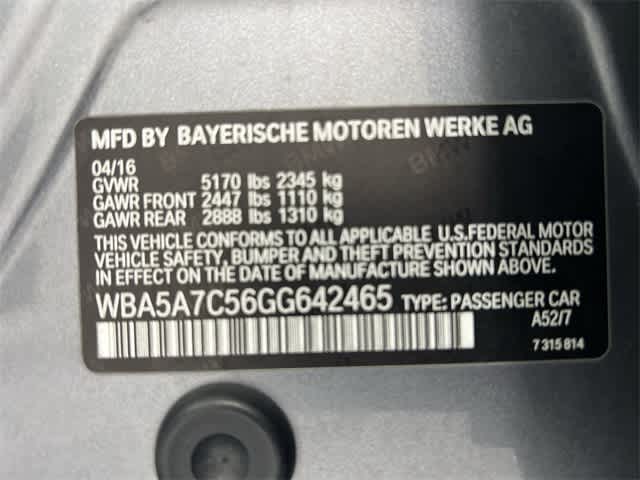 MFD BY BAYERISCHE MOTOREN WERKE AG
04/16
GVWR 5170 lbs 2345 kg
GAWR FRONT 2447 lbs 1110 kg
GAWR REAR 2888 lbs 1310 kg
THIS VEHICLE CONFORMS TO ALL APPLICABLE U.S.FEDERAL MOTOR
VEHICLE SAFETY, BUMPER AND THEFT PREVENTION STANDARDS
IN EFFECT ON THE DATE OF MANUFACTURE SHOWN ABOVE.
WBA5A7C56GG642465 TYPE: PASSENGER CAR
A52/7
7 315 814